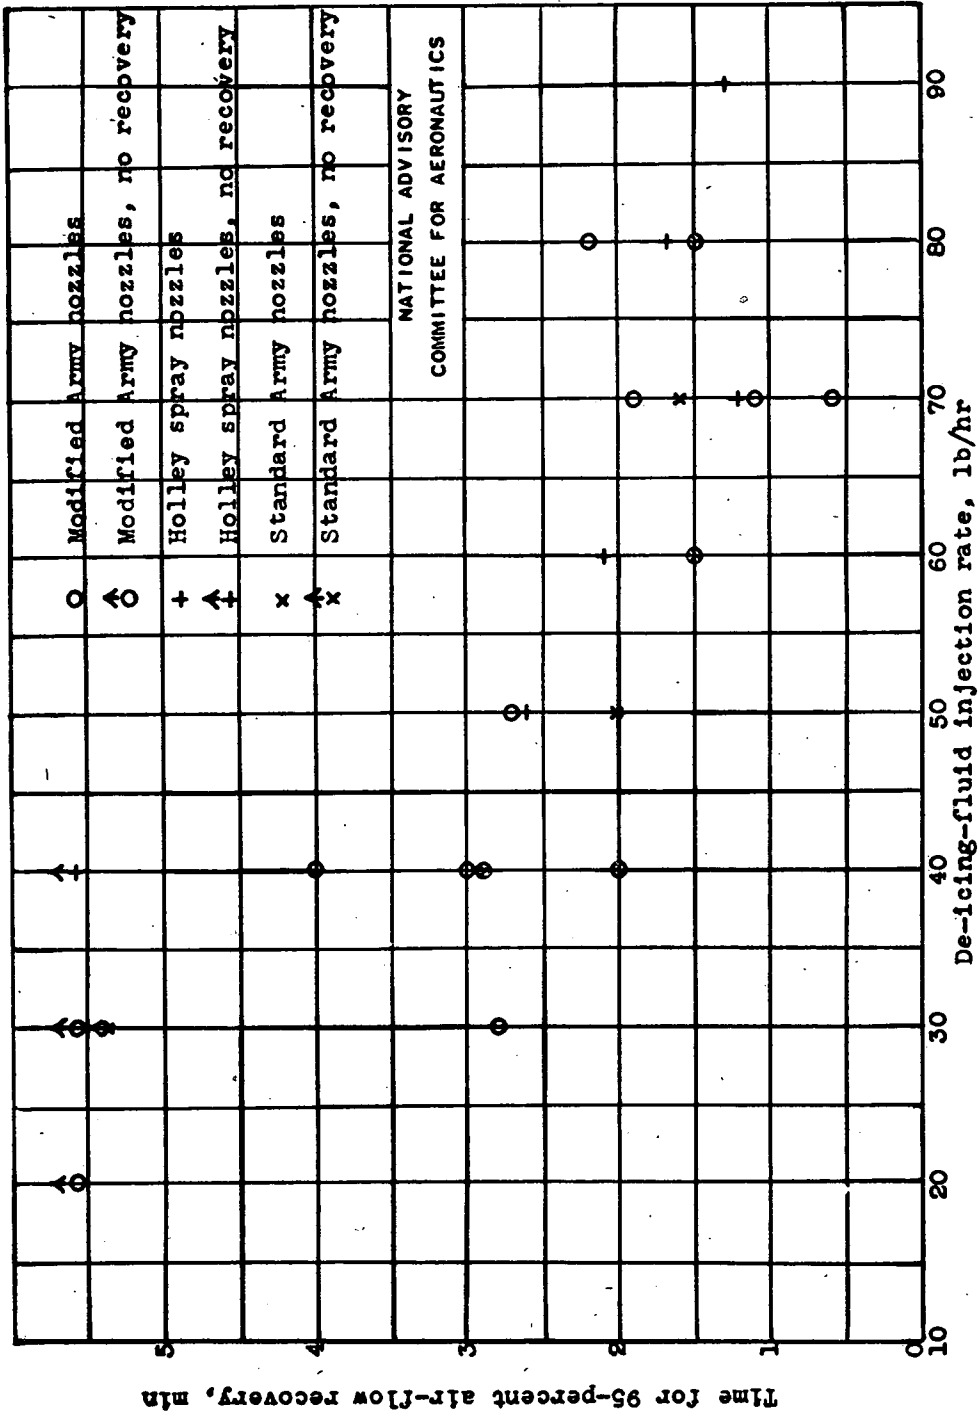 o Modified Army nozzles
o Modified Army nozzles, no recovery
+ Holley spray nozzles
+ Holley spray nozzles, no recovery
x Standard Army nozzles
x Standard Army nozzles, no recovery
NATIONAL ADVISORY
COMMITTEE FOR AERONAUTICS
Time for 95-percent air-flow recovery, min
5
4
3
2
1
0
10 20 30 40 50 60 70 80 90
De-icing-fluid injection rate, lb/hr